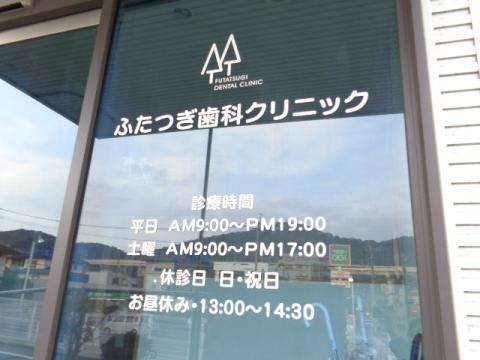 FUTATSUGI
DENTAL CLINIC
ふたつぎ歯科クリニック
診療時間
平日 AM9:00〜PM19:00
土曜 AM9:00〜PM17:00
休診日 日・祝日
お昼休み・13:00〜14:30